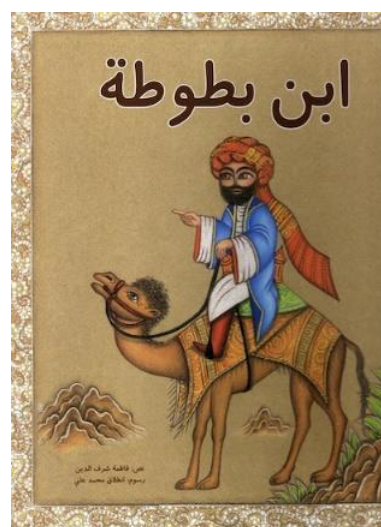 ابن بطوطة
نص: فاطمة شرف الدين
رسوم: انطلاق محمد علي